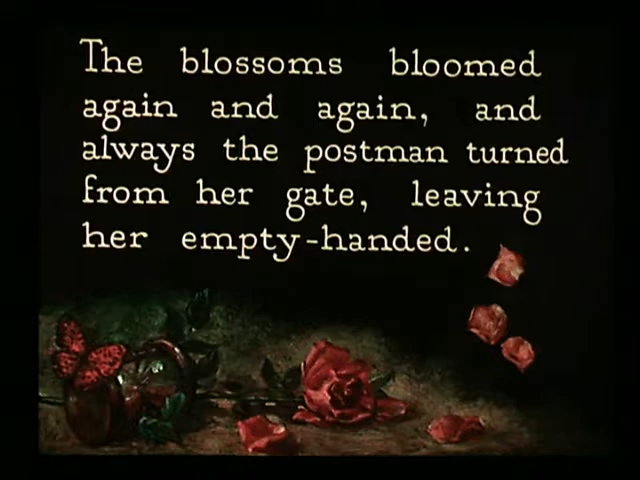 The blossoms bloomed
again and again, and
always the postman turned
from her gate, leaving
her empty-handed.